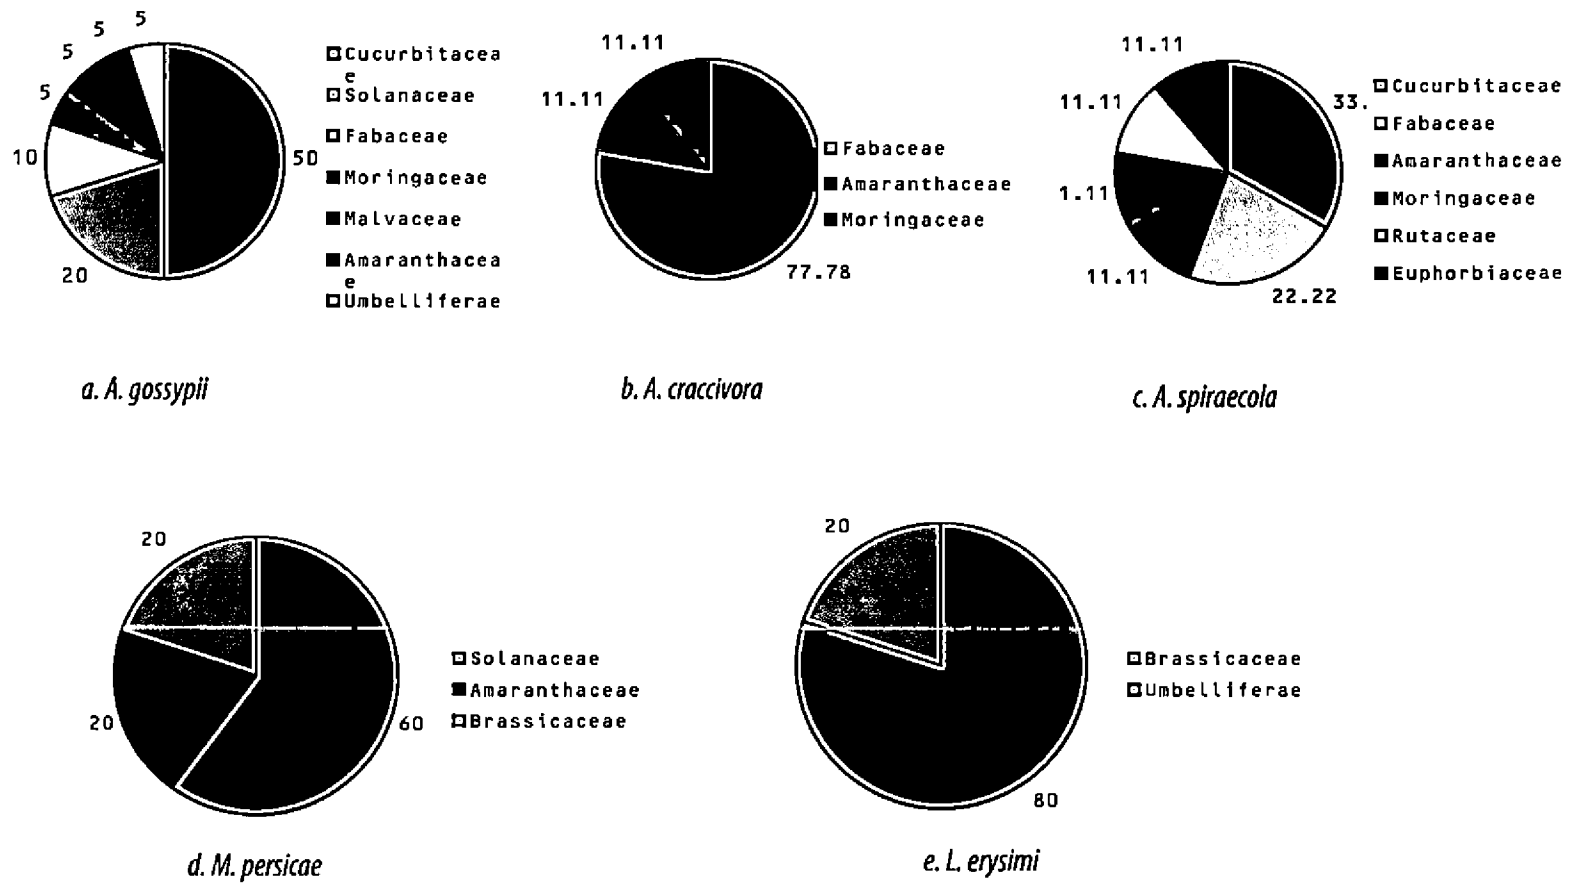 5
5
5
5
10
20
50
Cucurbitacea
e
Solanaceae
Fabaceae
Moringaceae
Malvaceae
Amaranthacea
e
Umbelliferae
a. A. gossypii
11.11
11.11
77.78
Fabaceae
Amaranthaceae
Moringaceae
b. A. craccivora
11.11
11.11
1.11
11.11
22.22
33.
Cucurbitaceae
Fabaceae
Amaranthaceae
Moringaceae
Rutaceae
Euphorbiaceae
c. A. spiraecola
20
20
60
Solanaceae
Amaranthaceae
Brassicaceae
d. M. persicae
20
80
Brassicaceae
Umbelliferae
e. L. erysimi